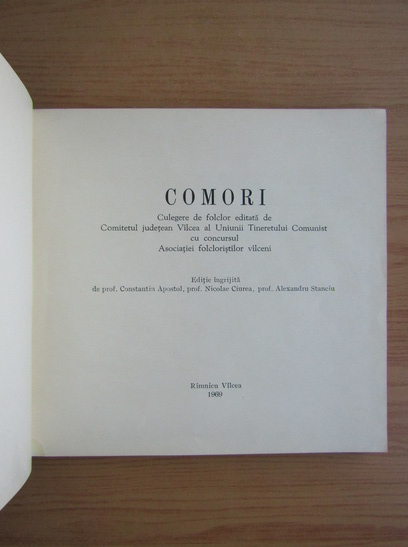 COMORI
Culegere de folclor editată de
Comitetul județean Vîlcea al Uniunii Tineretului Comunist
cu concursul
Asociației folcloriștilor vîlceni
Ediție îngrijită
de prof. Constantin Apostol, prof. Nicolae Ciurea, prof. Alexandru Stanciu
Rîmnicu Vîlcea
1969